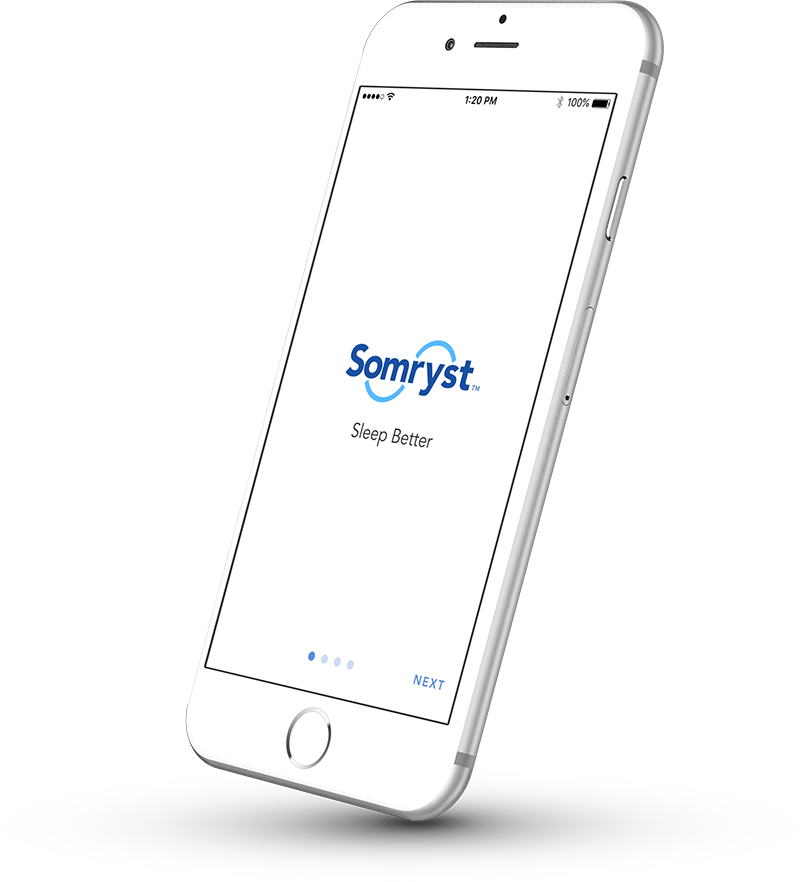 1:20 PM
100%
Somryst™
Sleep Better
NEXT